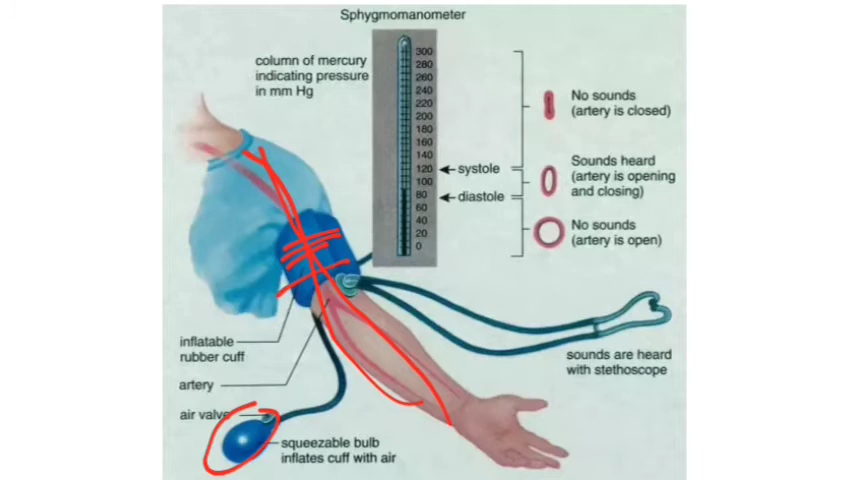 Sphygmomanometer
column of mercury
indicating pressure
in mm Hg
300
280
260
240
220
200
180
160
140
120
100
80
60
40
20
0
systole
diastole
No sounds
(artery is closed)
Sounds heard
(artery is opening
and closing)
No sounds
(artery is open)
inflatable
rubber cuff
artery
air valve
squeezable bulb
inflates cuff with air
sounds are heard
with stethoscope